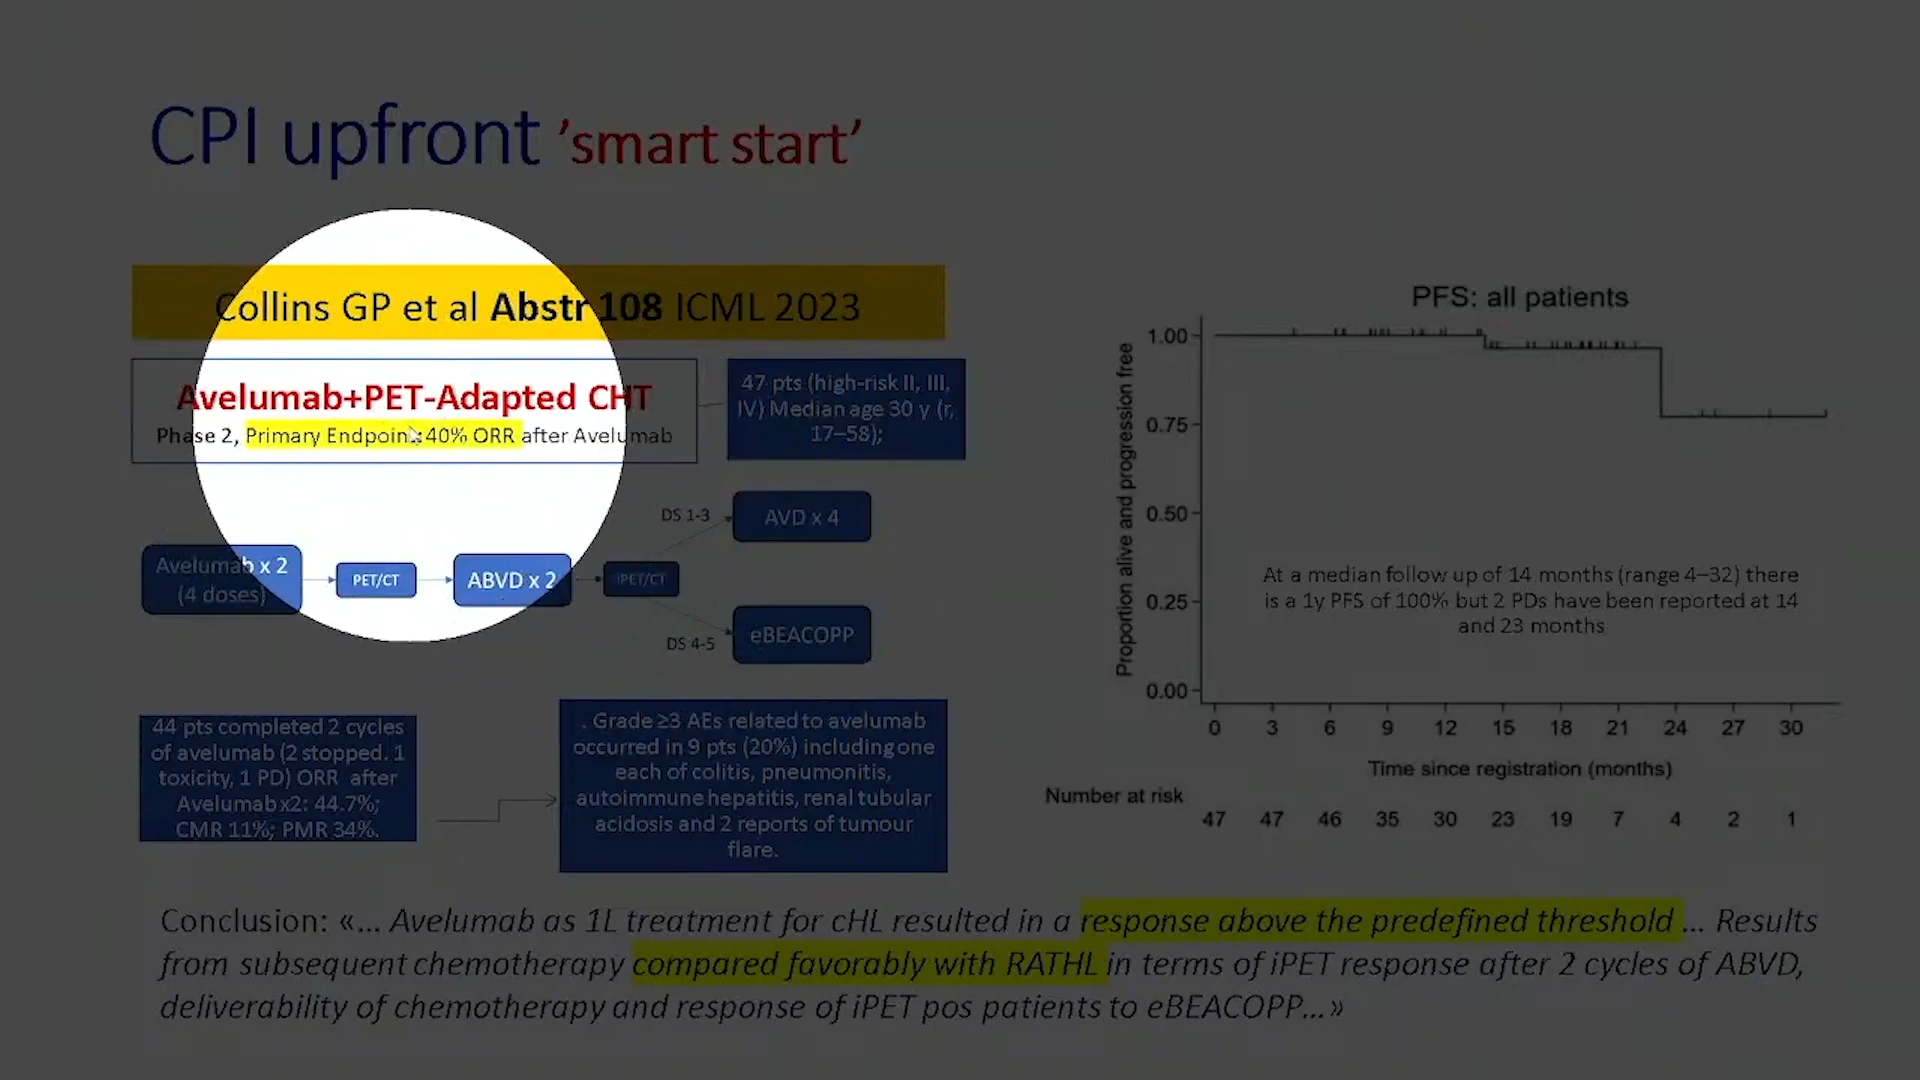 CPI upfront 'smart start'
Collins GP et al Abstr 108 ICML 2023
Avelumab+PET-Adapted CHT
Phase 2, Primary Endpoint: 40% ORR after Avelumab
47 pts (high-risk II, III,
IV) Median age 30 y (r,
17–58);
Avelumab x 2
(4 doses)
PET/CT
ABVD x 2
iPET/CT
DS 1-3
AVD x 4
DS 4-5
eBEACOPP
44 pts completed 2 cycles
of avelumab (2 stopped. 1
toxicity, 1 PD) ORR after
Avelumab x2: 44.7%;
CMR 11%; PMR 34%.
. Grade ≥3 AEs related to avelumab
occurred in 9 pts (20%) including one
each of colitis, pneumonitis,
autoimmune hepatitis, renal tubular
acidosis and 2 reports of tumour
flare.
PFS: all patients
Proportion alive and progression free
1.00
0.75
0.50
0.25
0.00
At a median follow up of 14 months (range 4–32) there
is a 1y PFS of 100% but 2 PDs have been reported at 14
and 23 months
0 3 6 9 12 15 18 21 24 27 30
Time since registration (months)
Number at risk
47 47 46 35 30 23 19 7 4 2 1
Conclusion: «... Avelumab as 1L treatment for cHL resulted in a response above the predefined threshold ... Results
from subsequent chemotherapy compared favorably with RATHL in terms of iPET response after 2 cycles of ABVD,
deliverability of chemotherapy and response of iPET pos patients to eBEACOPP...»